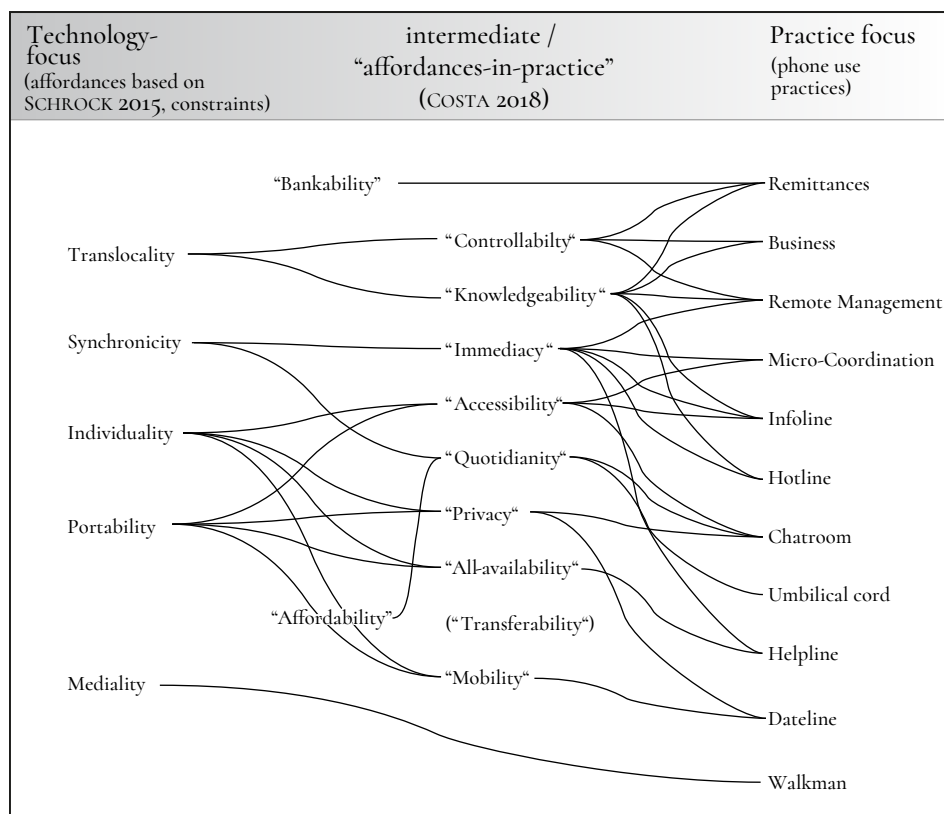 Technology-
focus
(affordances based on
SCHROCK 2015, constraints)
intermediate /
“affordances-in-practice”
(COSTA 2018)
Practice focus
(phone use
practices)
“Bankability”
Remittances
Translocality
“Controllabilty“
Business
“Knowledgeability“
Remote Management
Synchronicity
“Immediacy“
Micro-Coordination
“Accessibility“
Infoline
Individuality
“Quotidianity“
Hotline
Portability
“Privacy“
Chatroom
“All-availability“
Umbilical cord
“Affordability”
(“Transferability“)
Helpline
Mediality
“Mobility“
Dateline
Walkman